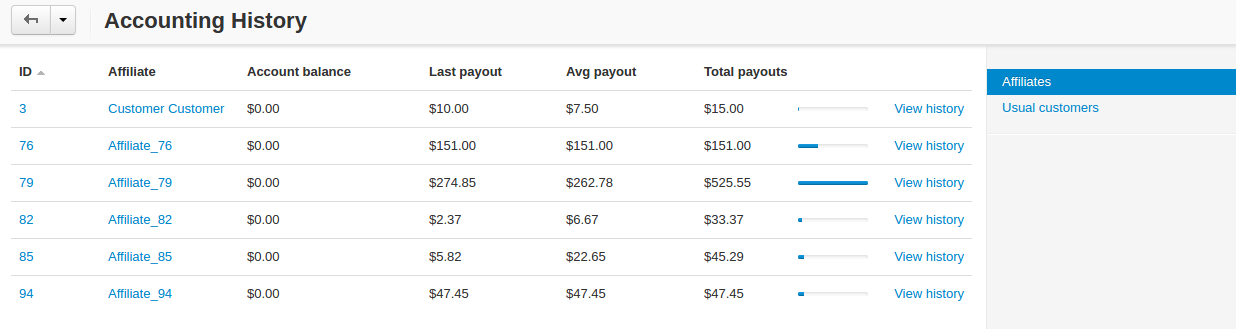 Accounting History
ID Affiliate Account balance Last payout Avg payout Total payouts
3 Customer Customer $0.00 $10.00 $7.50 $15.00 View history
76 Affiliate_76 $0.00 $151.00 $151.00 $151.00 View history
79 Affiliate_79 $0.00 $274.85 $262.78 $525.55 View history
82 Affiliate_82 $0.00 $2.37 $6.67 $33.37 View history
85 Affiliate_85 $0.00 $5.82 $22.65 $45.29 View history
94 Affiliate_94 $0.00 $47.45 $47.45 $47.45 View history
Affiliates
Usual customers